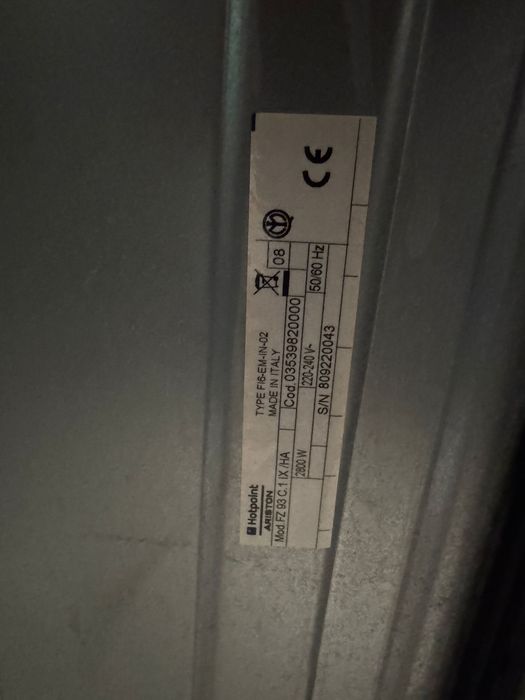 Hotpoint
ARISTON
TYPE FI6-EM-IN-02
MADE IN ITALY
08
CE
Mod.FZ 93 C.1 IX /HA
Cod.03539820000
2800 W
220-240 V~
50/60 Hz
S/N 809220043